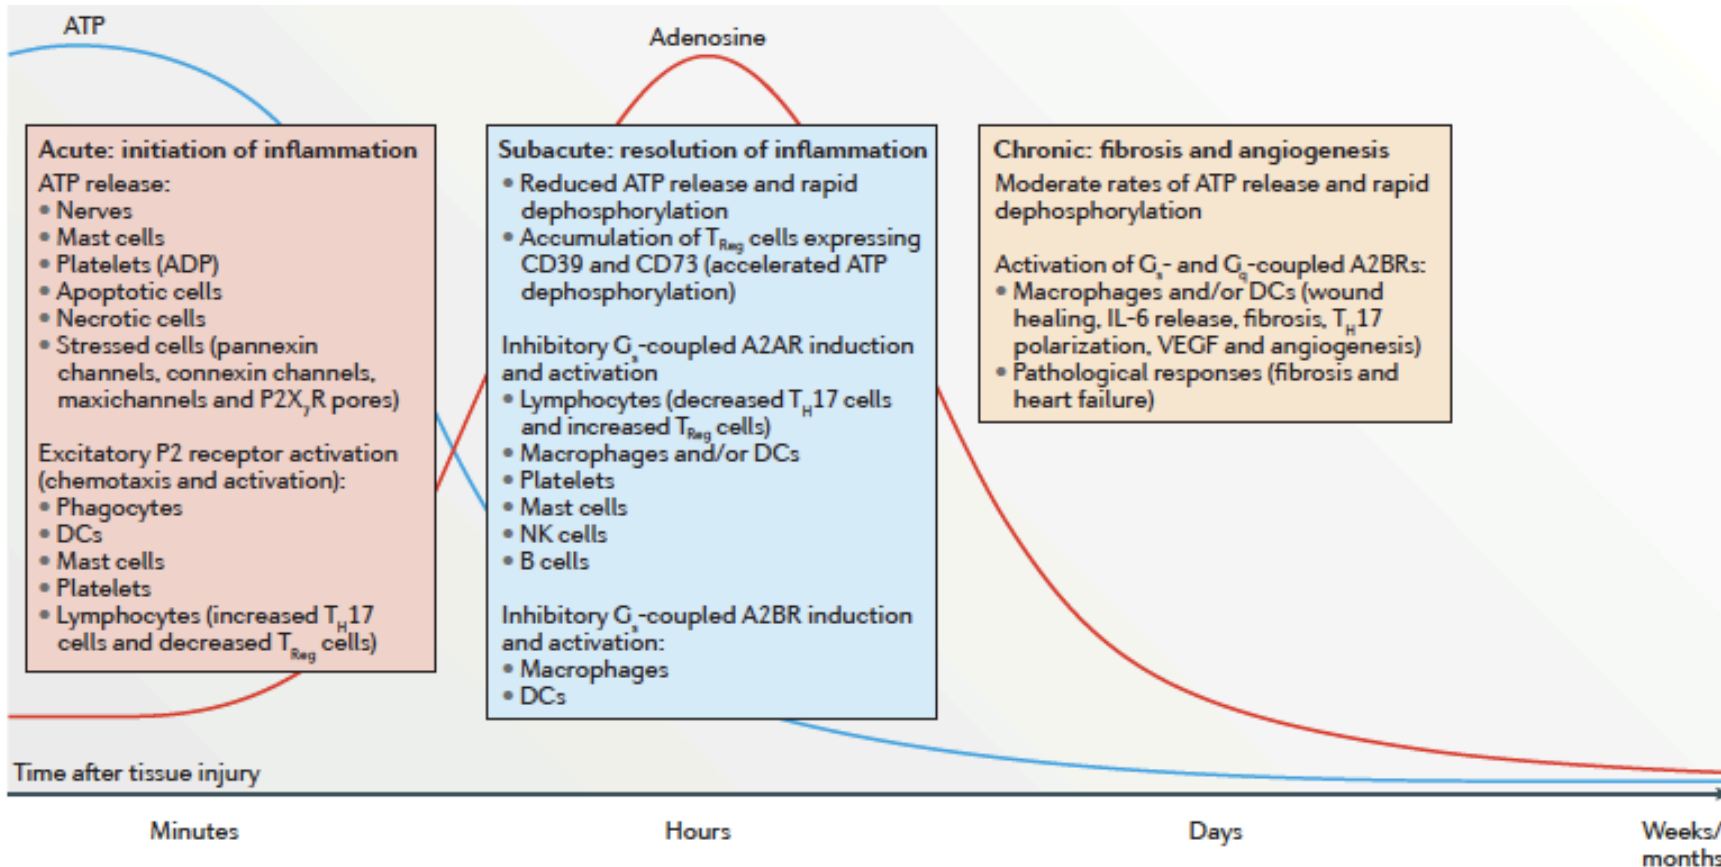 ATP
Adenosine
Acute: initiation of inflammation
ATP release:
• Nerves
• Mast cells
• Platelets (ADP)
• Apoptotic cells
• Necrotic cells
• Stressed cells (pannexin
channels, connexin channels,
maxichannels and P2X₇R pores)
Excitatory P2 receptor activation
(chemotaxis and activation):
• Phagocytes
• DCs
• Mast cells
• Platelets
• Lymphocytes (increased T_H17
cells and decreased T_Reg cells)
Subacute: resolution of inflammation
• Reduced ATP release and rapid
dephosphorylation
• Accumulation of T_Reg cells expressing
CD39 and CD73 (accelerated ATP
dephosphorylation)
Inhibitory Gₛ-coupled A2AR induction
and activation
• Lymphocytes (decreased T_H17 cells
and increased T_Reg cells)
• Macrophages and/or DCs
• Platelets
• Mast cells
• NK cells
• B cells
Inhibitory Gₛ-coupled A2BR induction
and activation:
• Macrophages
• DCs
Chronic: fibrosis and angiogenesis
Moderate rates of ATP release and rapid
dephosphorylation
Activation of Gₛ- and G_q-coupled A2BRs:
• Macrophages and/or DCs (wound
healing, IL-6 release, fibrosis, T_H17
polarization, VEGF and angiogenesis)
• Pathological responses (fibrosis and
heart failure)
Time after tissue injury
Minutes
Hours
Days
Weeks/
months